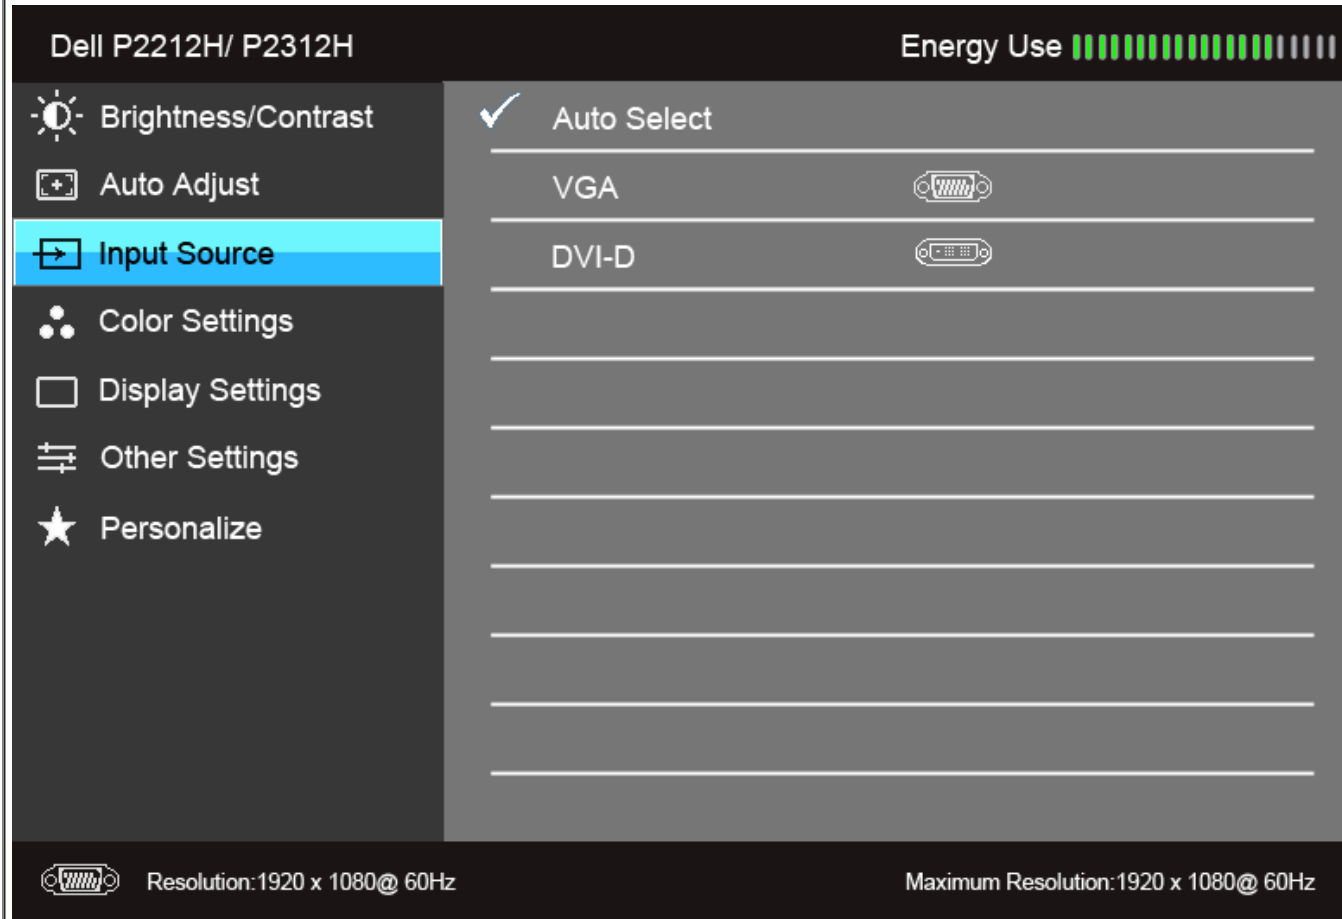 Dell P2212H/ P2312H
Energy Use
Brightness/Contrast
Auto Adjust
Input Source
Color Settings
Display Settings
Other Settings
Personalize
Auto Select
VGA
DVI-D
Resolution:1920 x 1080@ 60Hz
Maximum Resolution:1920 x 1080@ 60Hz